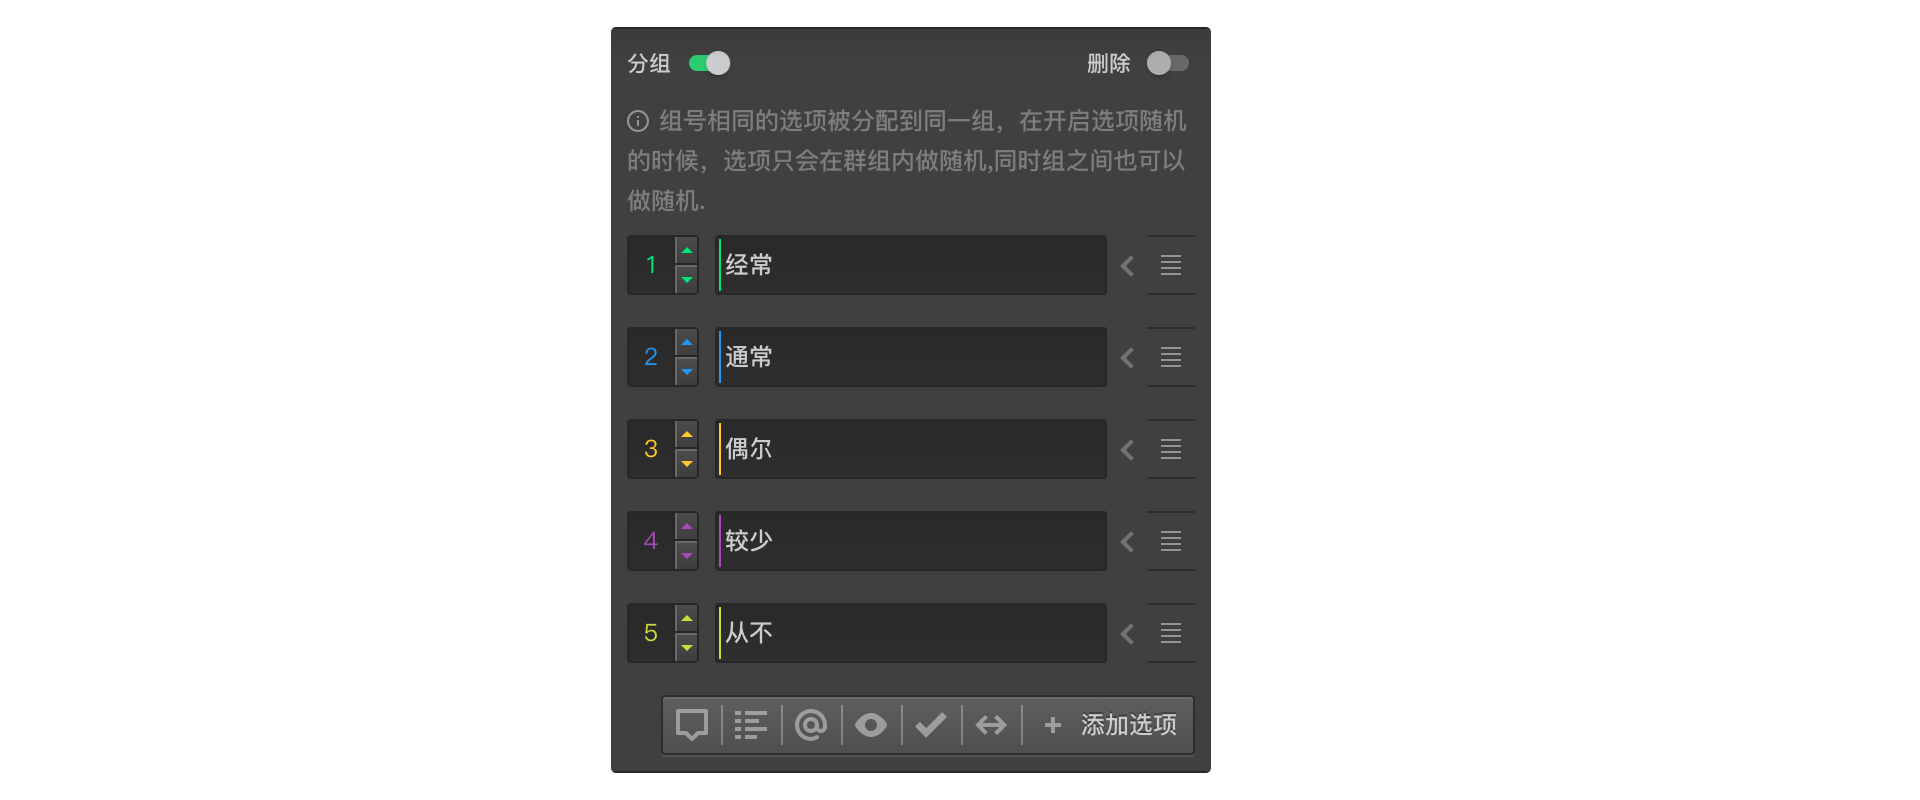 分组 删除
组号相同的选项被分配到同一组，在开启选项随机
的时候，选项只会在群组内做随机,同时组之间也可以
做随机.
1 经常
2 通常
3 偶尔
4 较少
5 从不
添加选项